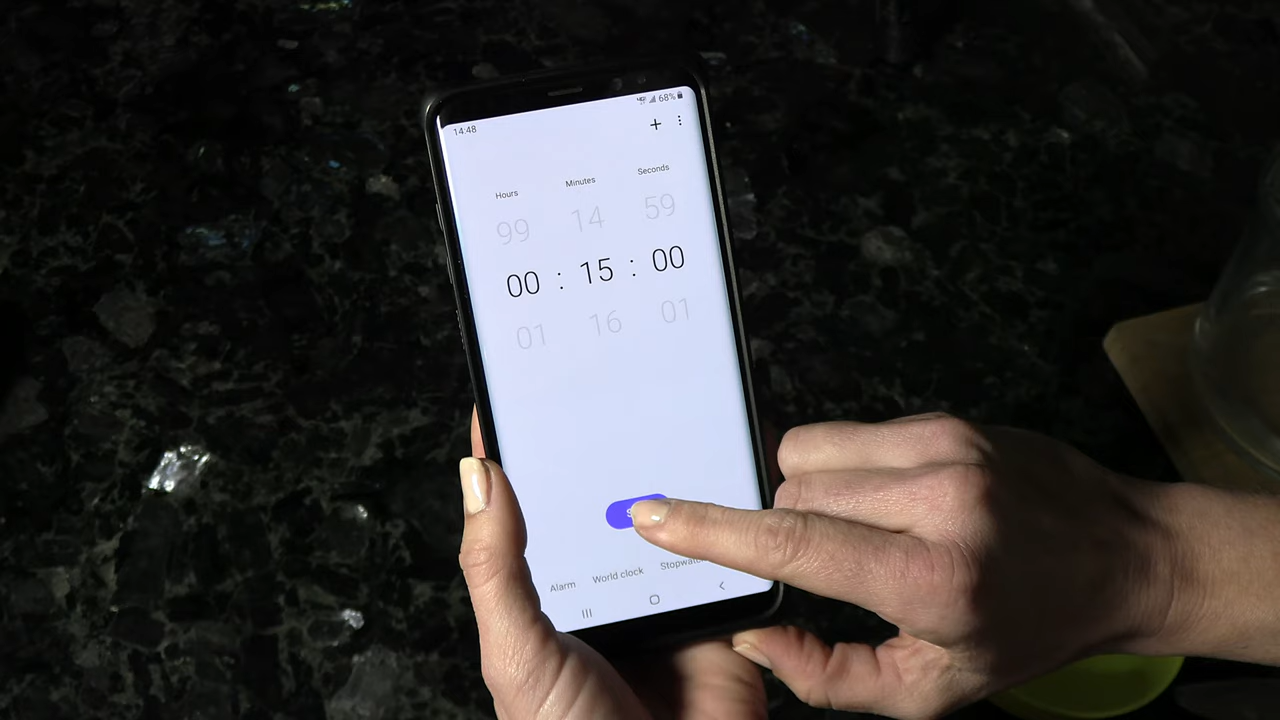 14:48 68%
Hours Minutes Seconds
99 14 59
00 : 15 : 00
01 16 01
Alarm World clock